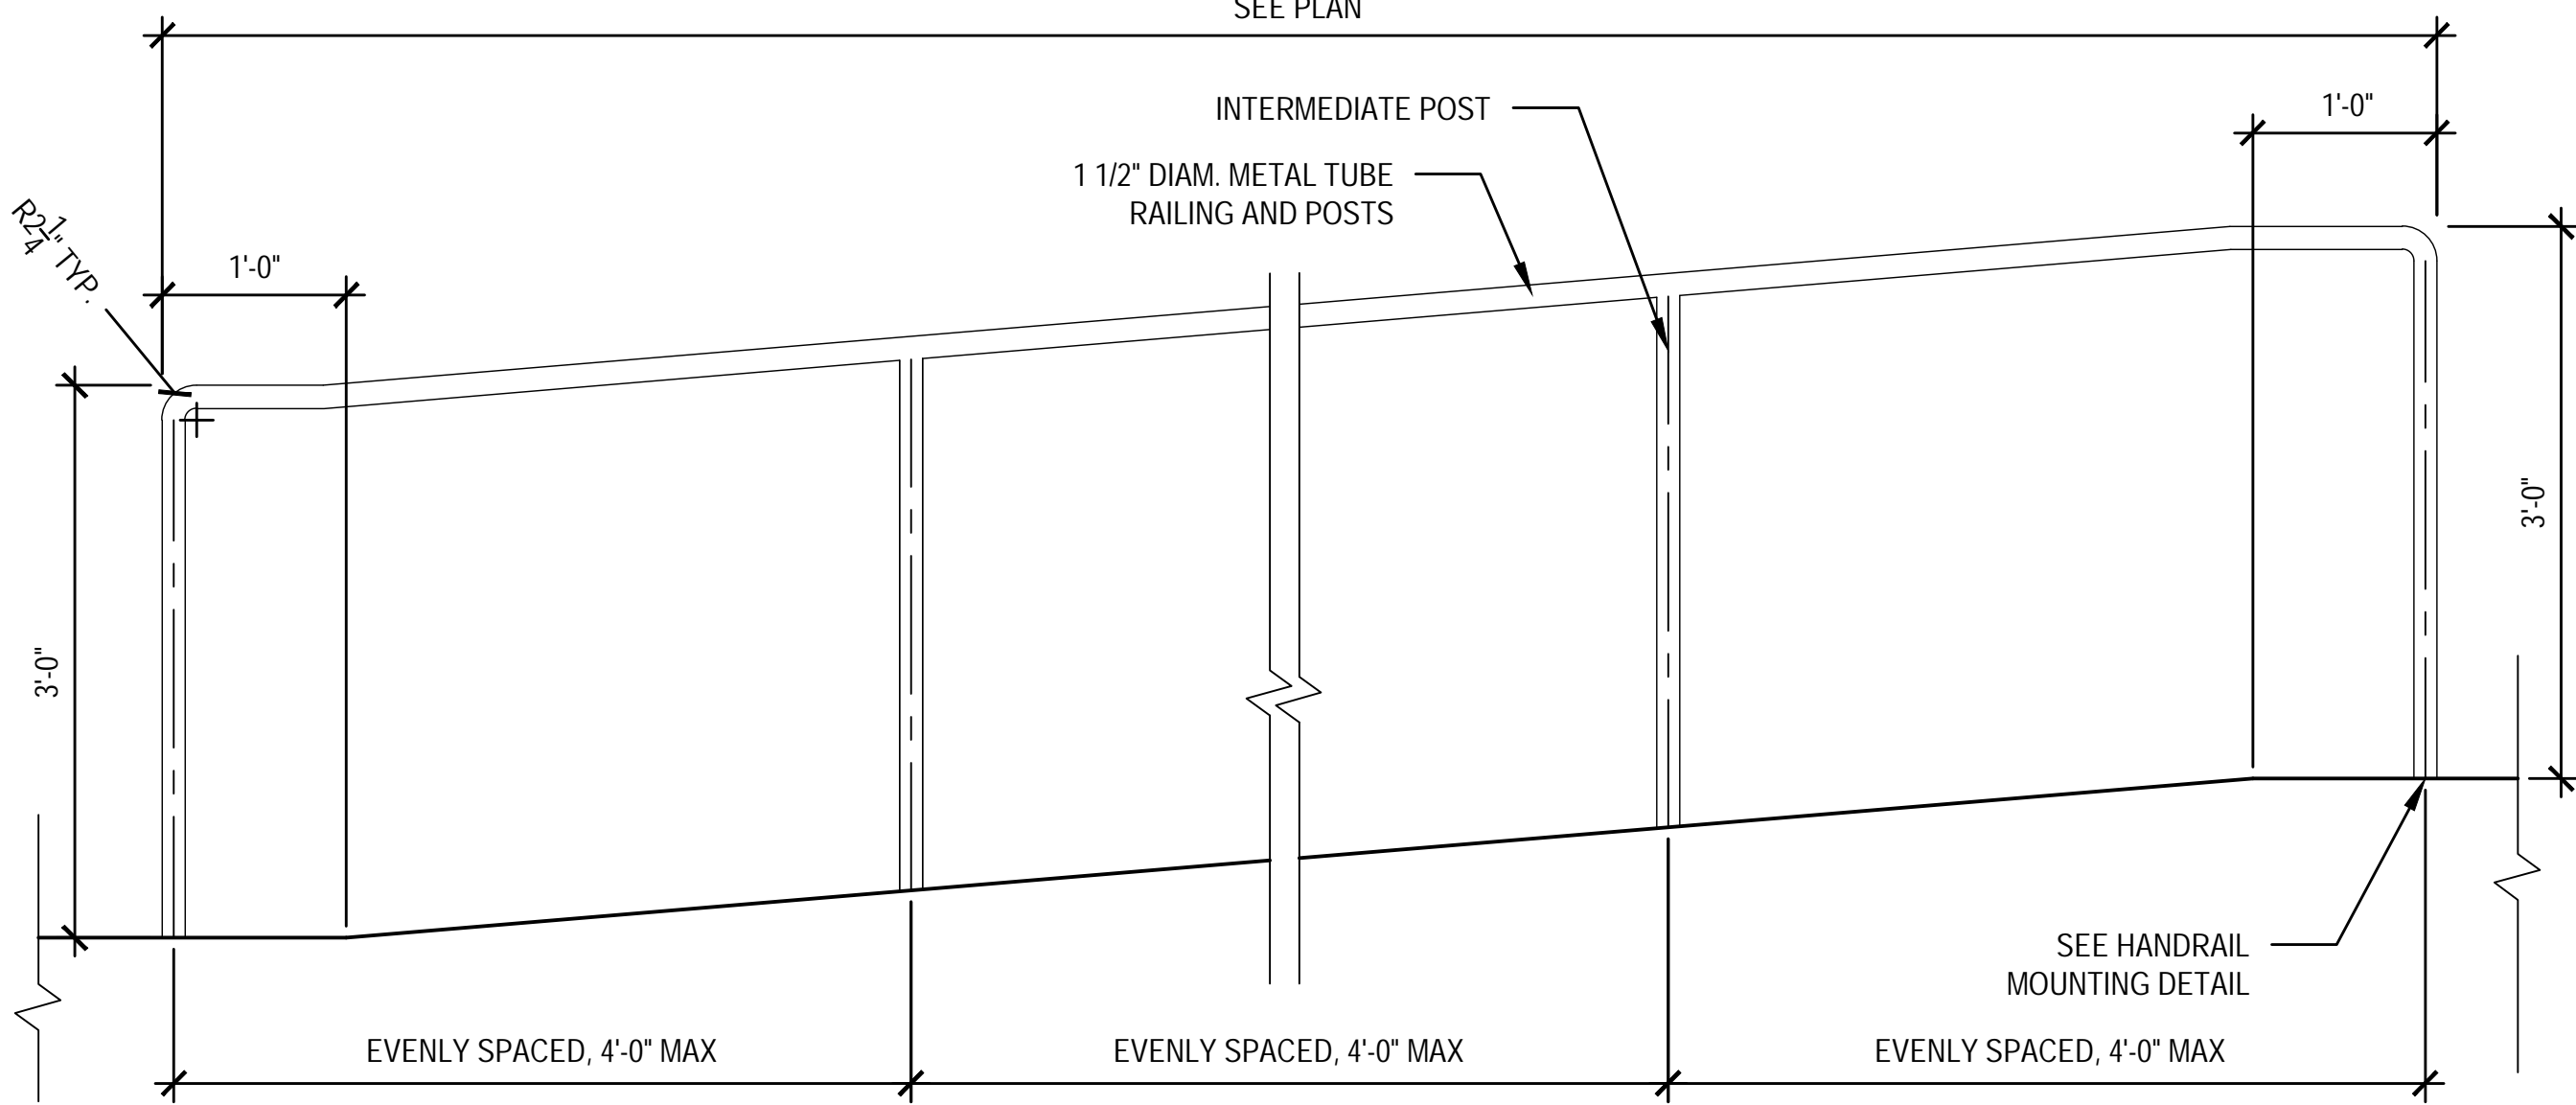 SEE PLAN
INTERMEDIATE POST
1'-0"
1 1/2" DIAM. METAL TUBE
RAILING AND POSTS
R2 1/4" TYP.
1'-0"
3'-0"
3'-0"
SEE HANDRAIL
MOUNTING DETAIL
EVENLY SPACED, 4'-0" MAX
EVENLY SPACED, 4'-0" MAX
EVENLY SPACED, 4'-0" MAX